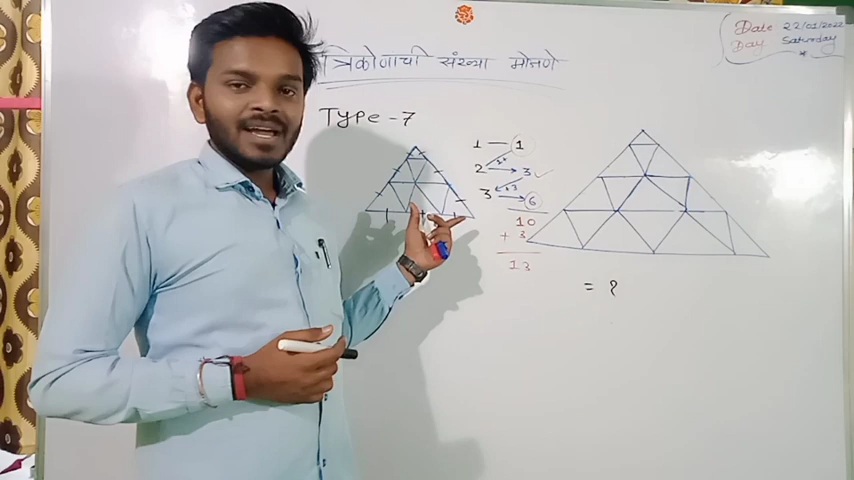 त्रिकोणाची संख्या मोजणे
Date 22/01/2022
Day Saturday
Type - 7
1 — 1
2 → 3 ✓
3 → 6
10
+ 3
13
= ?